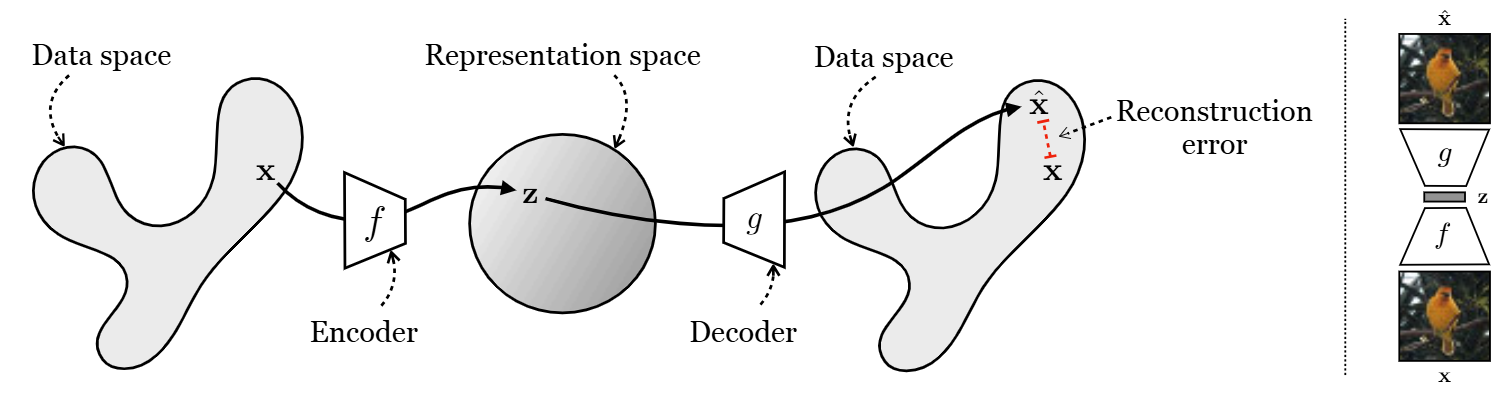 Data space
Representation space
Data space
x
f
z
g
x̂
x
Reconstruction
error
Encoder
Decoder
x̂
g
z
f
x